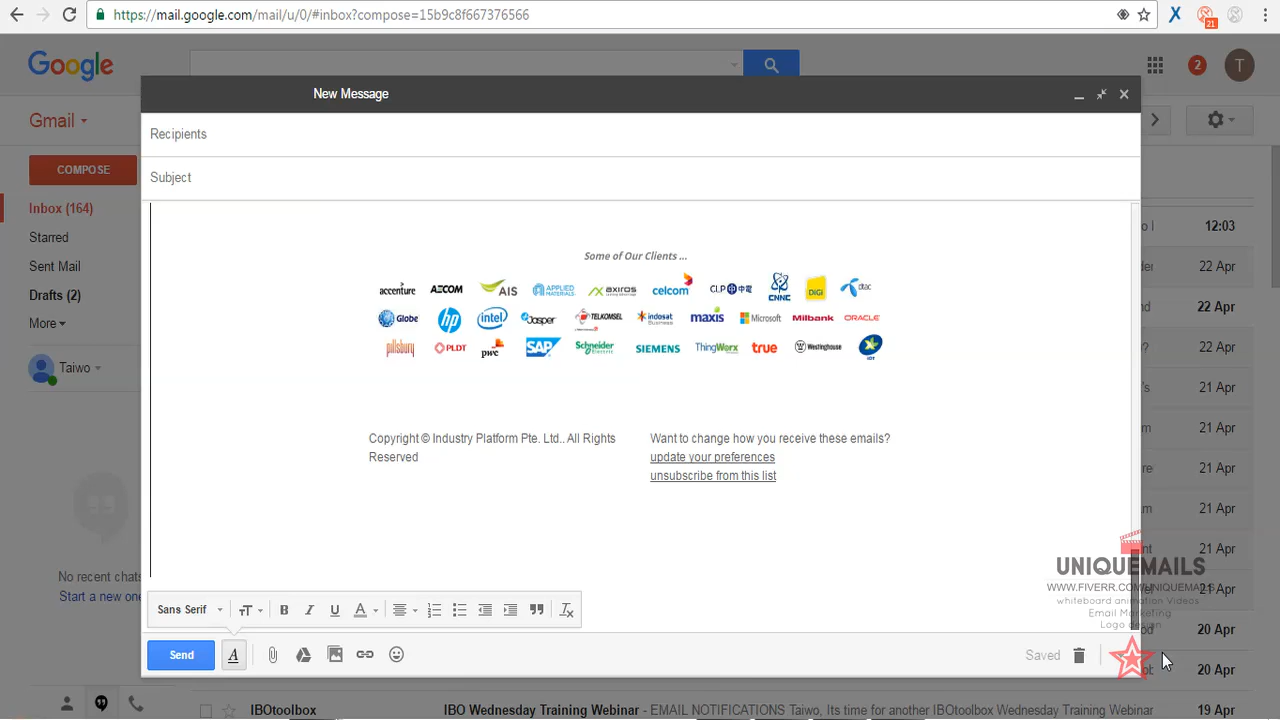 https://mail.google.com/mail/u/0/#inbox?compose=15b9c8f667376566
21
Google
2
T
New Message
Gmail
Recipients
COMPOSE
Subject
Inbox (164)
12:03
Starred
Sent Mail
22 Apr
Drafts (2)
22 Apr
More
22 Apr
Taiwo
21 Apr
21 Apr
21 Apr
21 Apr
21 Apr
21 Apr
20 Apr
20 Apr
Some of Our Clients ...
accenture AECOM AIS APPLIED MATERIALS axiros celcom CLP 中電 CNNC DiGi dtac
Globe hp intel Jasper TELKOMSEL indosat Business maxis Microsoft Milbank ORACLE
pillsbury PLDT pwc SAP Schneider Electric SIEMENS ThingWorx true Westinghouse
Copyright © Industry Platform Pte. Ltd.. All Rights
Reserved
Want to change how you receive these emails?
update your preferences
unsubscribe from this list
No recent chats
Start a new one
UNIQUEMAILS
WWW.FIVERR.COM/UNIQUEMAILS
whiteboard animation Videos
Email Marketing
Logo design
Sans Serif
Send
Saved
IBOtoolbox IBO Wednesday Training Webinar - EMAIL NOTIFICATIONS Taiwo, Its time for another IBOtoolbox Wednesday Training Webinar 19 Apr